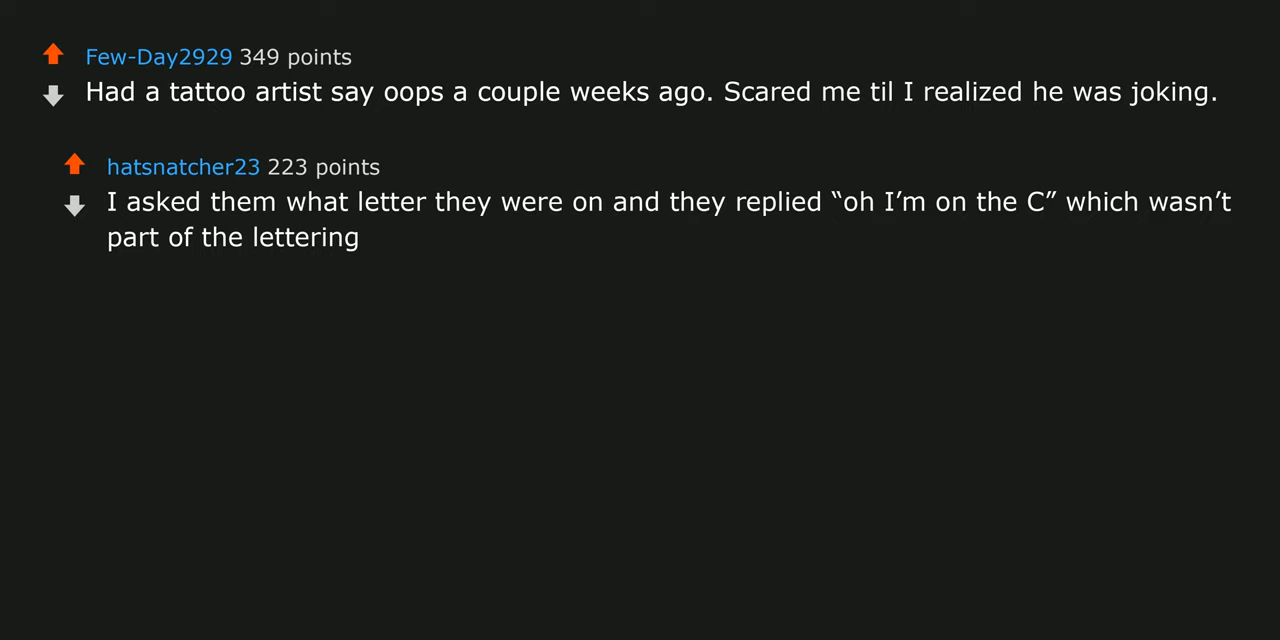 Few-Day2929 349 points
Had a tattoo artist say oops a couple weeks ago. Scared me til I realized he was joking.
hatsnatcher23 223 points
I asked them what letter they were on and they replied “oh I’m on the C” which wasn’t
part of the lettering